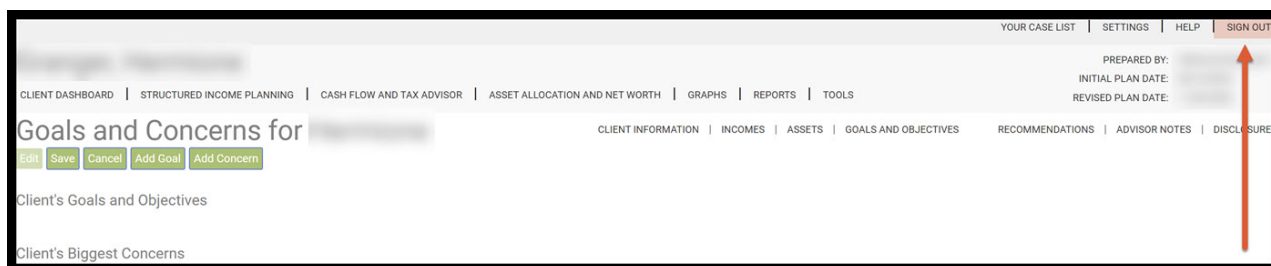 YOUR CASE LIST | SETTINGS | HELP | SIGN OUT
PREPARED BY:
INITIAL PLAN DATE:
CLIENT DASHBOARD | STRUCTURED INCOME PLANNING | CASH FLOW AND TAX ADVISOR | ASSET ALLOCATION AND NET WORTH | GRAPHS | REPORTS | TOOLS
REVISED PLAN DATE:
Goals and Concerns for
CLIENT INFORMATION | INCOMES | ASSETS | GOALS AND OBJECTIVES
RECOMMENDATIONS | ADVISOR NOTES | DISCLOSURE
Edit Save Cancel Add Goal Add Concern
Client's Goals and Objectives
Client's Biggest Concerns